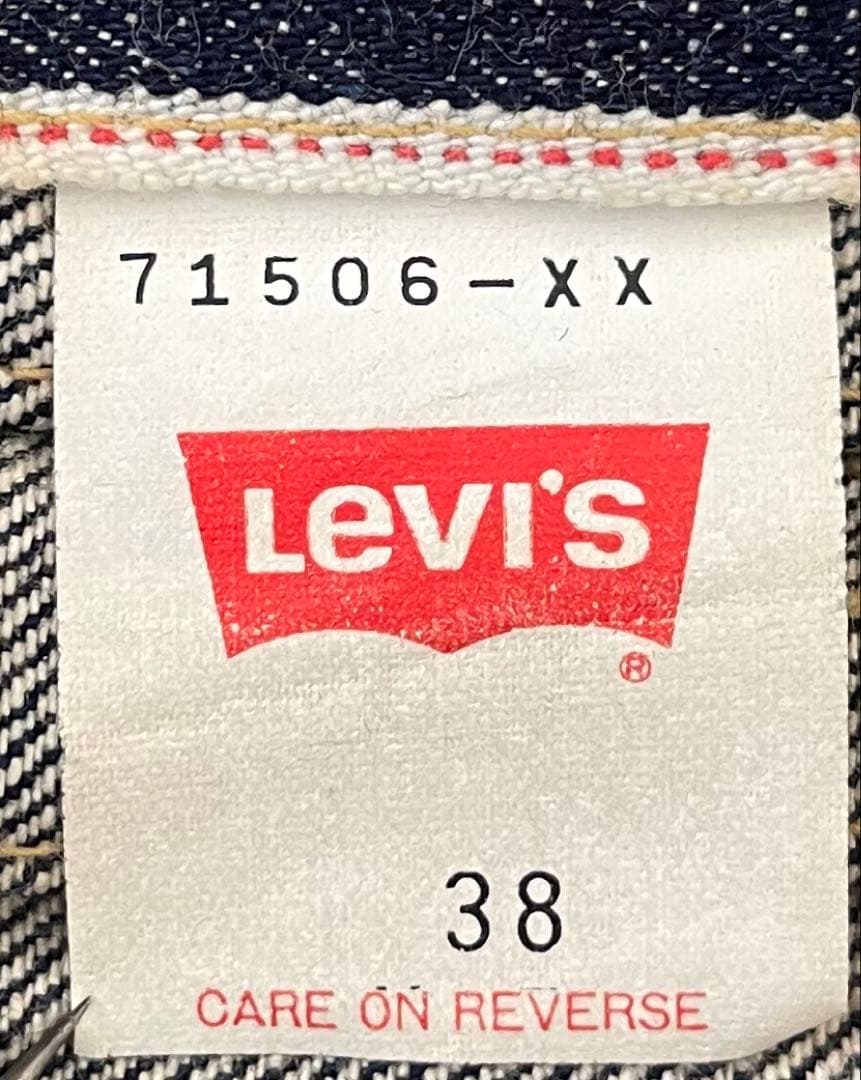 71506-XX
LEVI'S
®
38
CARE ON REVERSE